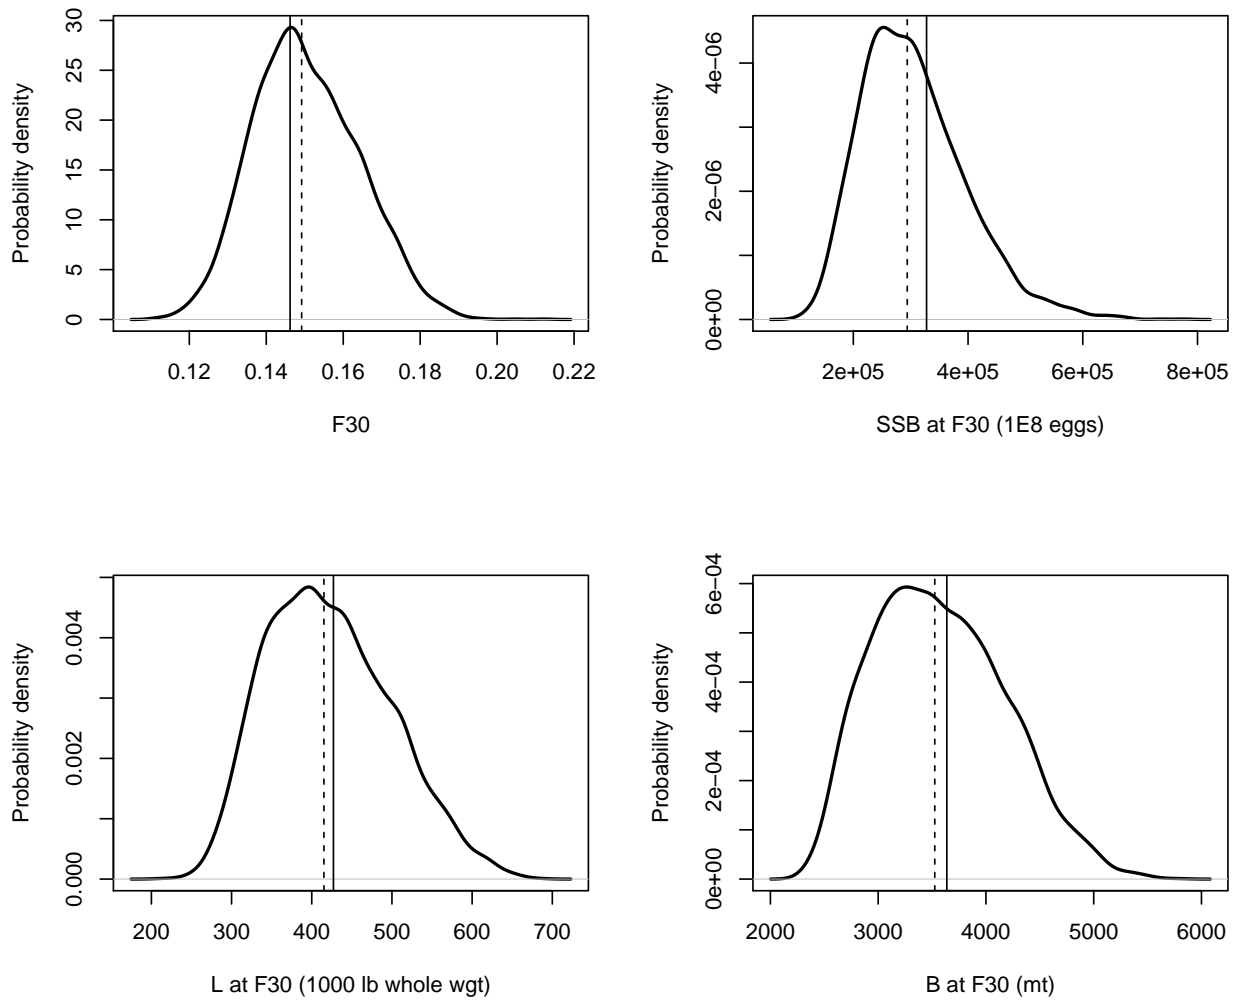 Probability density
0 5 10 15 20 25 30
0.12 0.14 0.16 0.18 0.20 0.22
F30
Probability density
0e+00 2e−06 4e−06
2e+05 4e+05 6e+05 8e+05
SSB at F30 (1E8 eggs)
Probability density
0.000 0.002 0.004
200 300 400 500 600 700
L at F30 (1000 lb whole wgt)
Probability density
0e+00 2e−04 4e−04 6e−04
2000 3000 4000 5000 6000
B at F30 (mt)